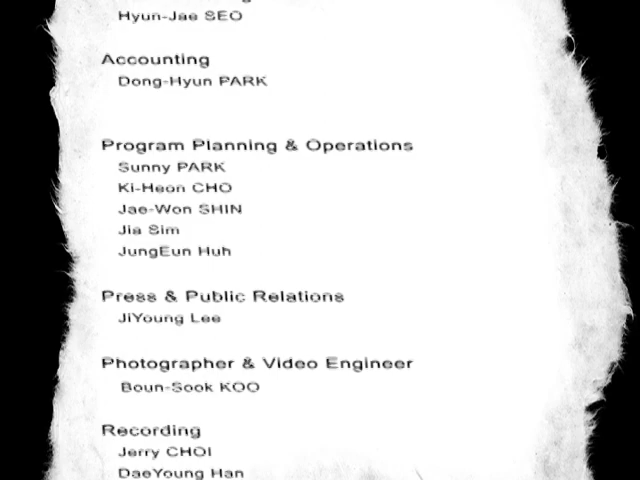 Hyun-Jae SEO
Accounting
Dong-Hyun PARK
Program Planning & Operations
Sunny PARK
Ki-Heon CHO
Jae-Won SHIN
Jia Sim
JungEun Huh
Press & Public Relations
JiYoung Lee
Photographer & Video Engineer
Boun-Sook KOO
Recording
Jerry CHOI
DaeYoung Han